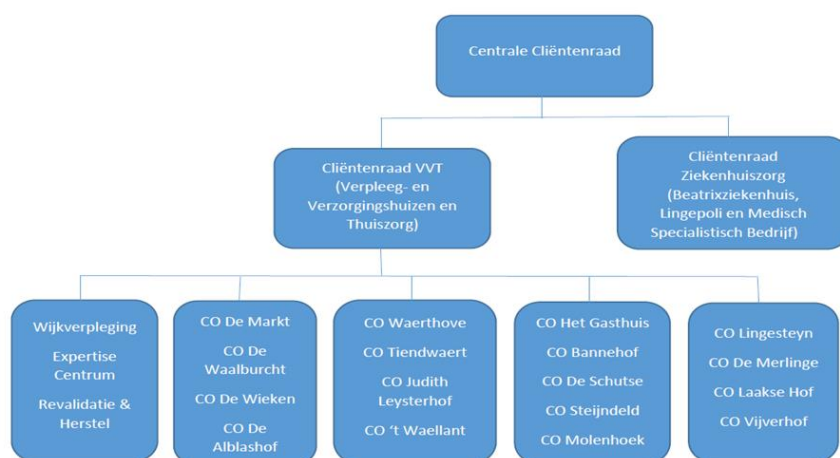 Centrale Cliëntenraad
Cliëntenraad VVT
(Verpleeg- en
Verzorgingshuizen en
Thuiszorg)
Cliëntenraad
Ziekenhuiszorg
(Beatrixziekenhuis,
Lingepoli en Medisch
Specialistisch Bedrijf)
Wijkverpleging
Expertise
Centrum
Revalidatie &
Herstel
CO De Markt
CO De
Waalburcht
CO De Wieken
CO De
Alblashof
CO Waerthove
CO Tiendwaert
CO Judith
Leysterhof
CO ‘t Waellant
CO Het Gasthuis
CO Bannehof
CO De Schutse
CO Steijndeld
CO Molenhoek
CO Lingesteyn
CO De Merlinge
CO Laakse Hof
CO Vijverhof